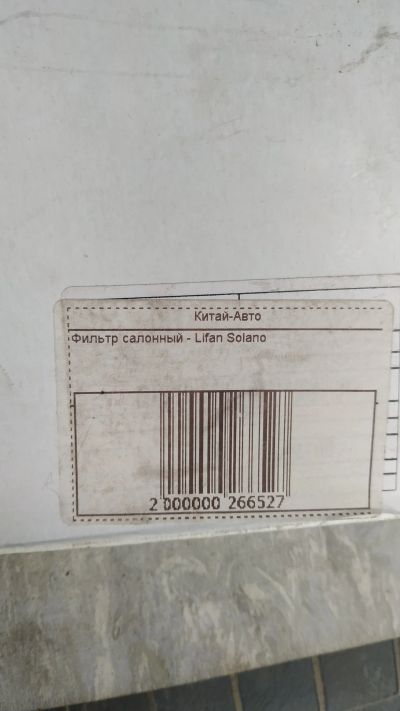 Китай-Авто
Фильтр салонный - Lifan Solano
2 000000 266527